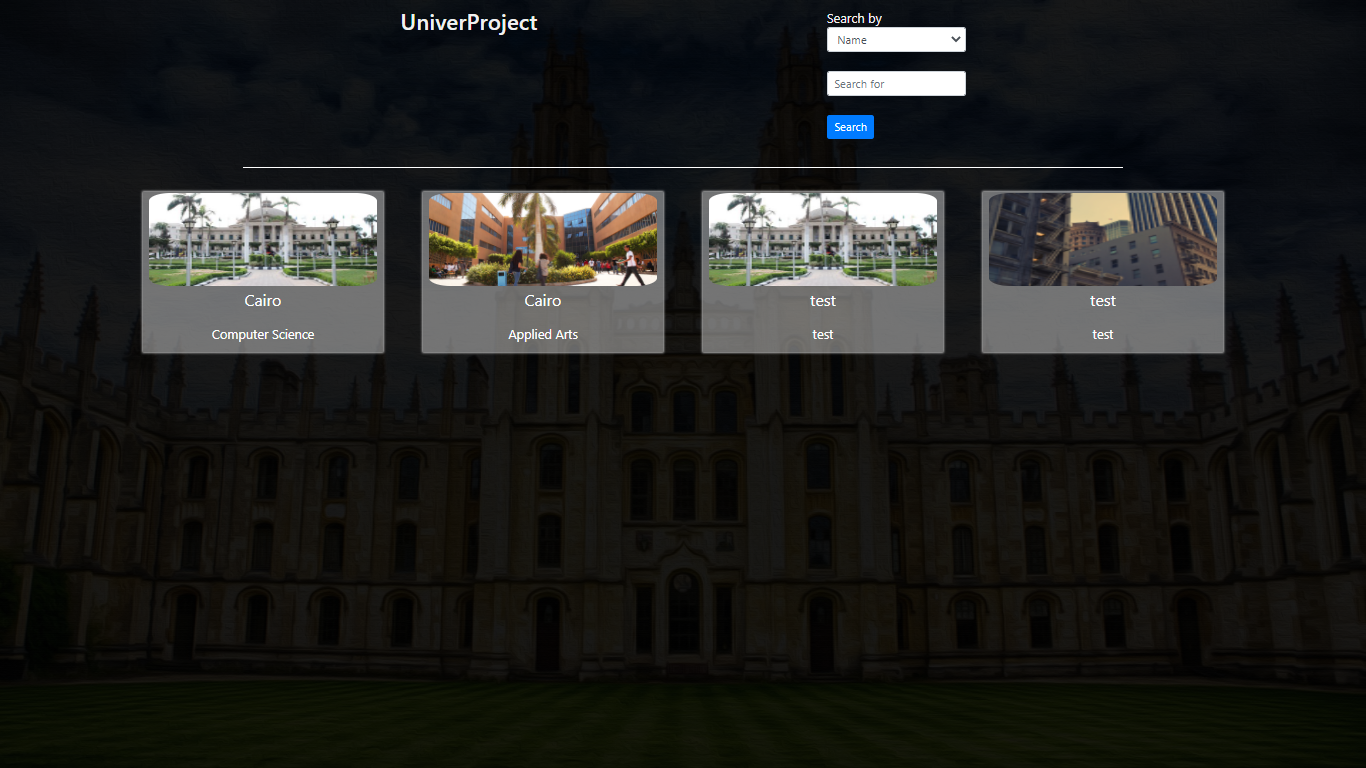 UniverProject
Search by
Name
Search for
Search
Cairo
Computer Science
Cairo
Applied Arts
test
test
test
test